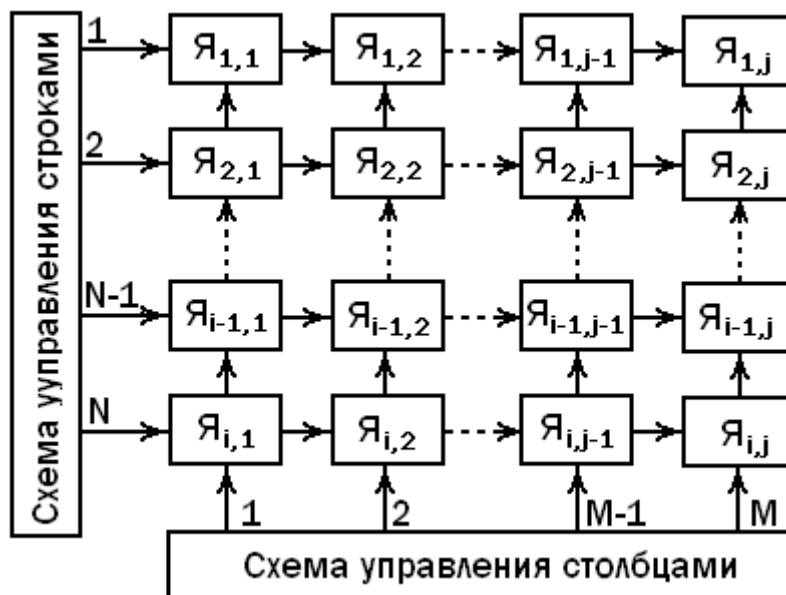 Схема ууправления строками
1 Я1,1 Я1,2 Я1,j-1 Я1,j
2 Я2,1 Я2,2 Я2,j-1 Я2,j
N-1 Яi-1,1 Яi-1,2 Яi-1,j-1 Яi-1,j
N Яi,1 Яi,2 Яi,j-1 Яi,j
1 2 M-1 M
Схема управления столбцами